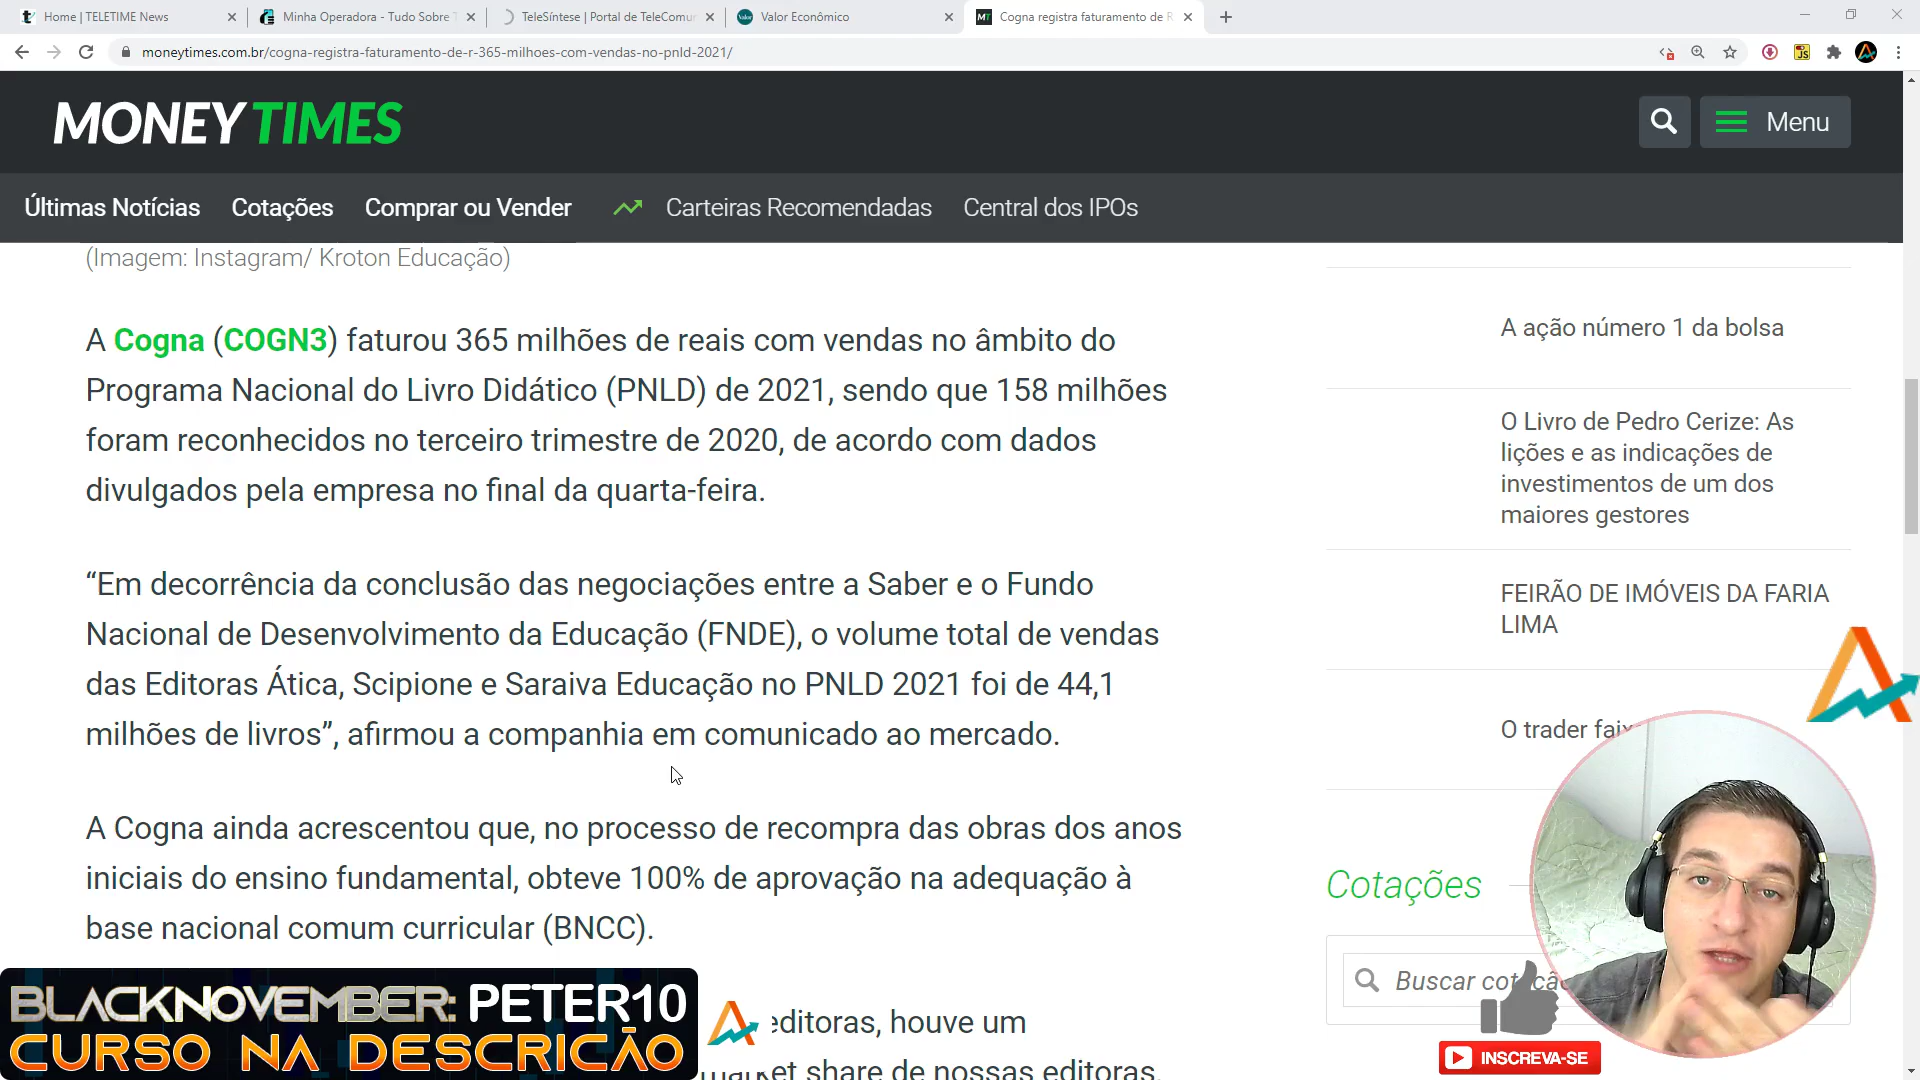 Home | TELETIME News
Minha Operadora - Tudo Sobre T
TeleSíntese | Portal de TeleComu
Valor Econômico
Cogna registra faturamento de R
moneytimes.com.br/cogna-registra-faturamento-de-r-365-milhoes-com-vendas-no-pnld-2021/
MONEY TIMES
Menu
Últimas Notícias
Cotações
Comprar ou Vender
Carteiras Recomendadas
Central dos IPOs
(Imagem: Instagram/ Kroton Educação)
A Cogna (COGN3) faturou 365 milhões de reais com vendas no âmbito do
Programa Nacional do Livro Didático (PNLD) de 2021, sendo que 158 milhões
foram reconhecidos no terceiro trimestre de 2020, de acordo com dados
divulgados pela empresa no final da quarta-feira.
“Em decorrência da conclusão das negociações entre a Saber e o Fundo
Nacional de Desenvolvimento da Educação (FNDE), o volume total de vendas
das Editoras Ática, Scipione e Saraiva Educação no PNLD 2021 foi de 44,1
milhões de livros”, afirmou a companhia em comunicado ao mercado.
A Cogna ainda acrescentou que, no processo de recompra das obras dos anos
iniciais do ensino fundamental, obteve 100% de aprovação na adequação à
base nacional comum curricular (BNCC).
editoras, houve um
market share de nossas editoras.
A ação número 1 da bolsa
O Livro de Pedro Cerize: As
lições e as indicações de
investimentos de um dos
maiores gestores
FEIRÃO DE IMÓVEIS DA FARIA
LIMA
O trader faix
Cotações
Buscar cotação
BLACKNOVEMBER: PETER10
CURSO NA DESCRICÃO
INSCREVA-SE